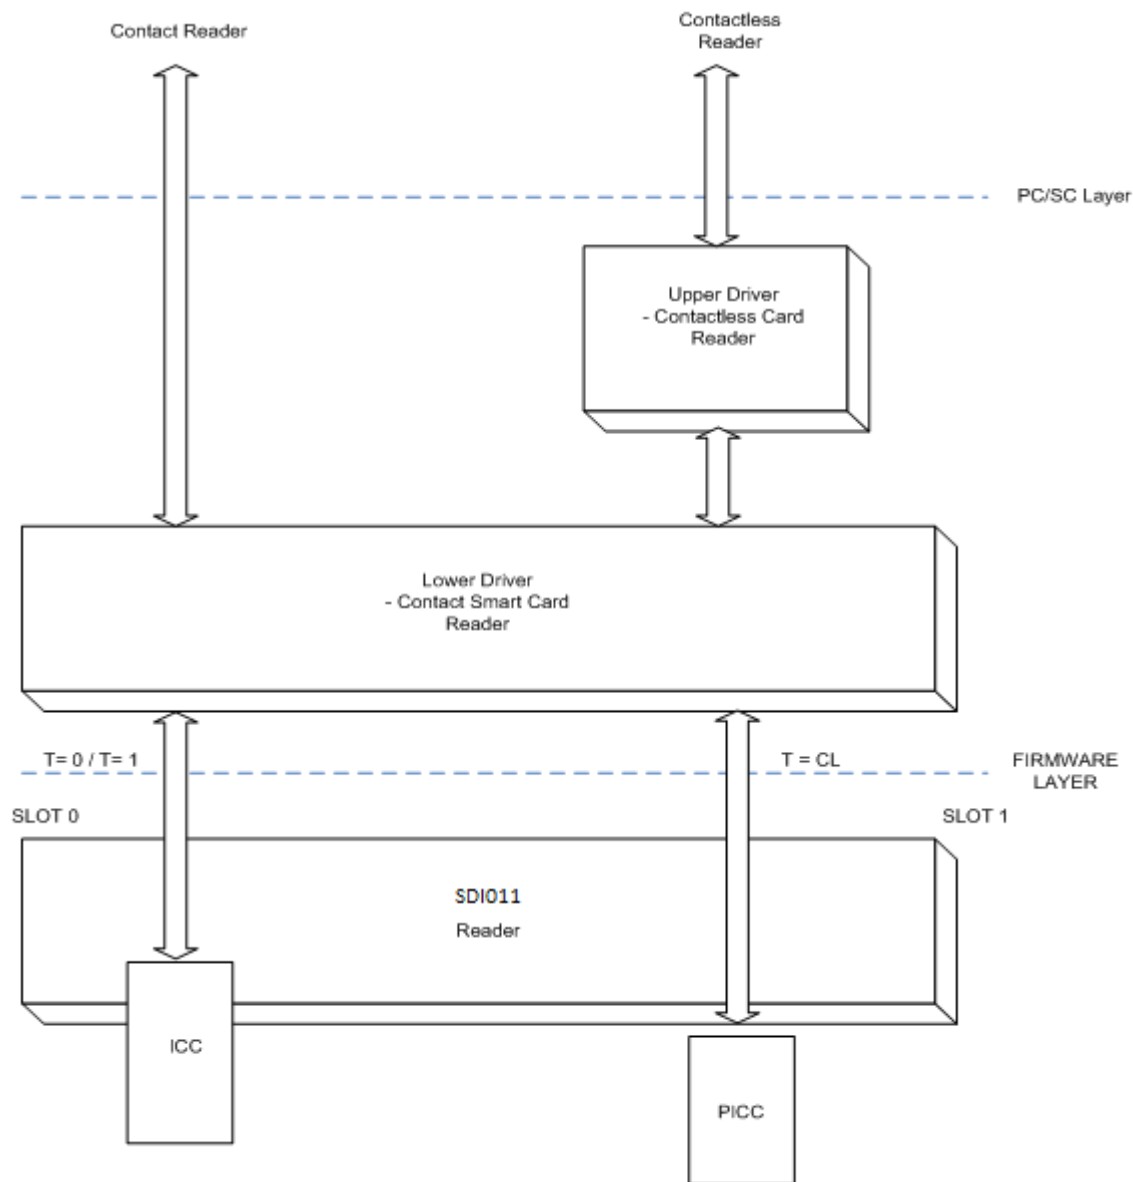 Contact Reader
Contactless
Reader
PC/SC Layer
Upper Driver
- Contactless Card
Reader
Lower Driver
- Contact Smart Card
Reader
T= 0 / T= 1
T = CL
FIRMWARE
LAYER
SLOT 0
SLOT 1
SDI011
Reader
ICC
PICC